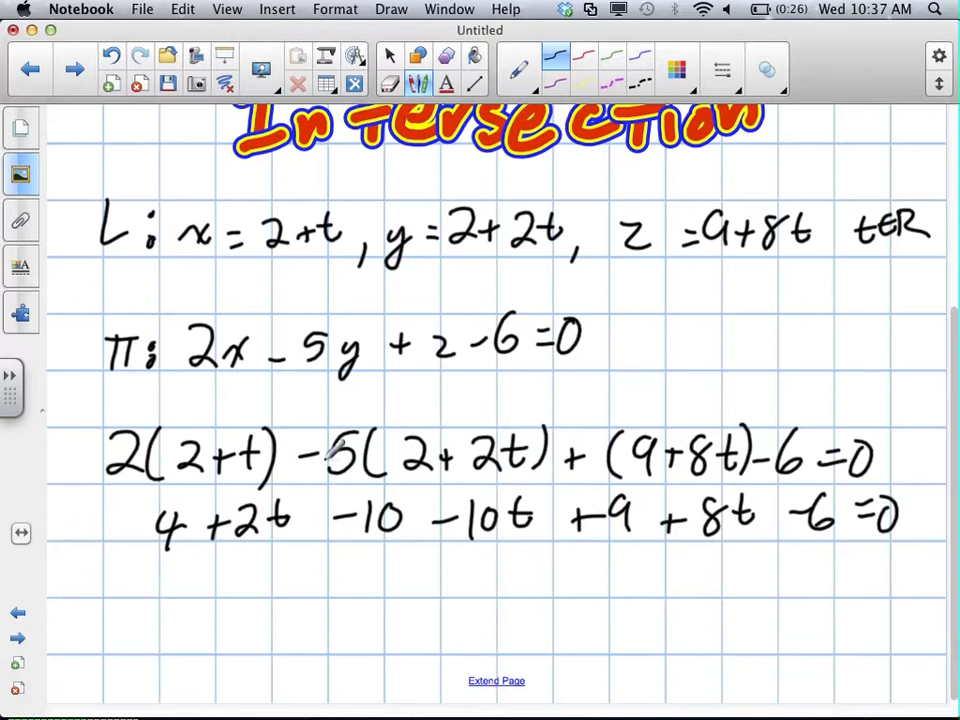 Notebook File Edit View Insert Format Draw Window Help (0:26) Wed 10:37 AM
Untitled
Intersection
L: x = 2+t, y = 2+2t, z = 9+8t t∈R
π: 2x - 5y + z - 6 = 0
2(2+t) - 5(2+2t) + (9+8t) - 6 = 0
4 + 2t - 10 - 10t + 9 + 8t - 6 = 0
Extend Page